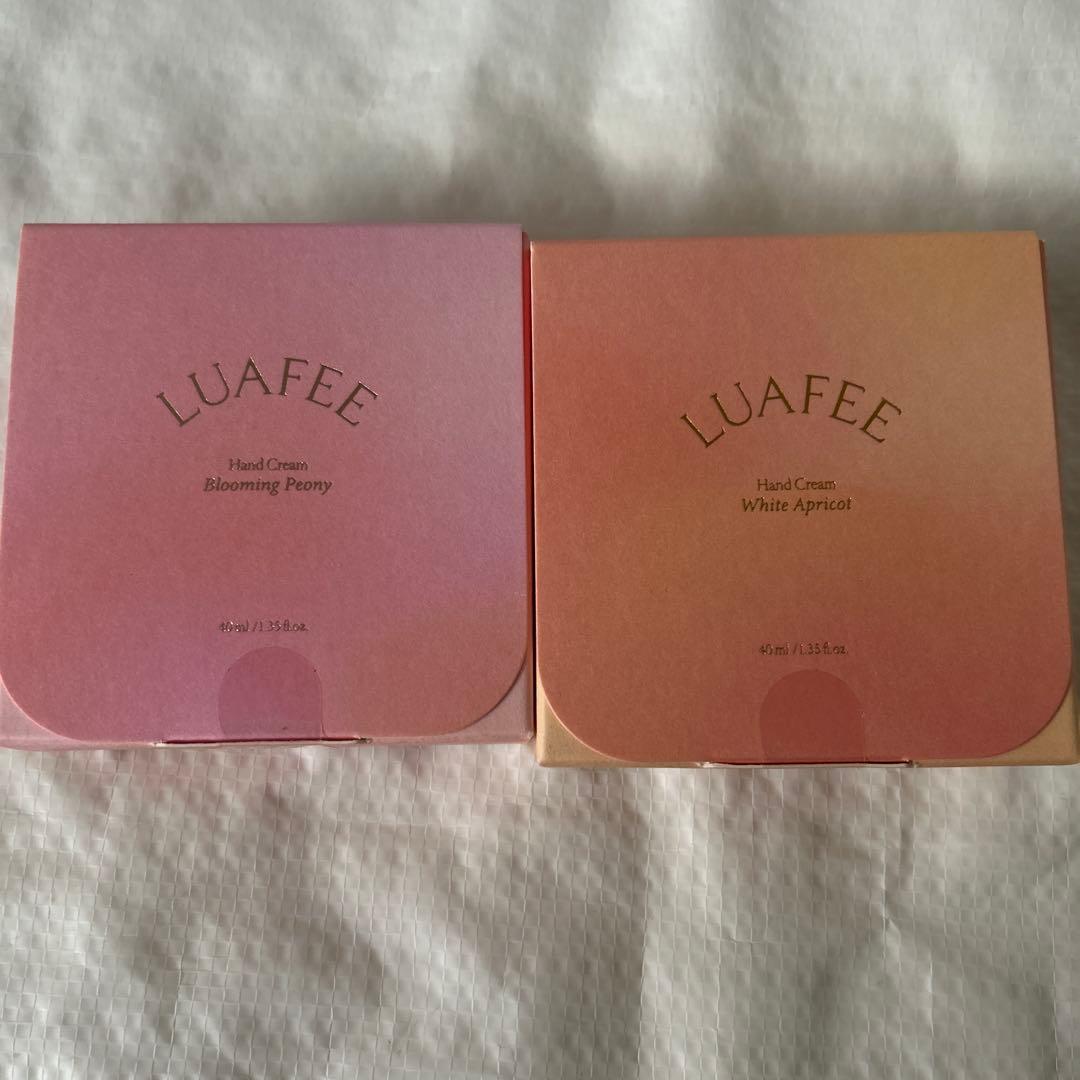 LUAFEE
Hand Cream
Blooming Peony
40 ml / 1.35 fl.oz.
LUAFEE
Hand Cream
White Apricot
40 ml / 1.35 fl.oz.